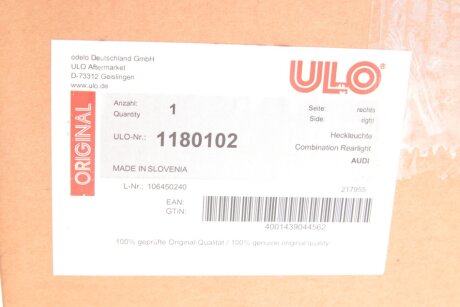 odelo Deutschland GmbH
ULO Aftermarket
D-73312 Geislingen
www.ulo.de
ULO®
ORIGINAL
Anzahl:
Quantity 1
Seite: rechts
Side: right
ULO-Nr.: 1180102
Heckleuchte
Combination Rearlight
AUDI
MADE IN SLOVENIA
L-Nr.: 106450240
217955
EAN:
GTIN:
4001439044562
100% geprüfte Original-Qualität / 100% genuine original quality